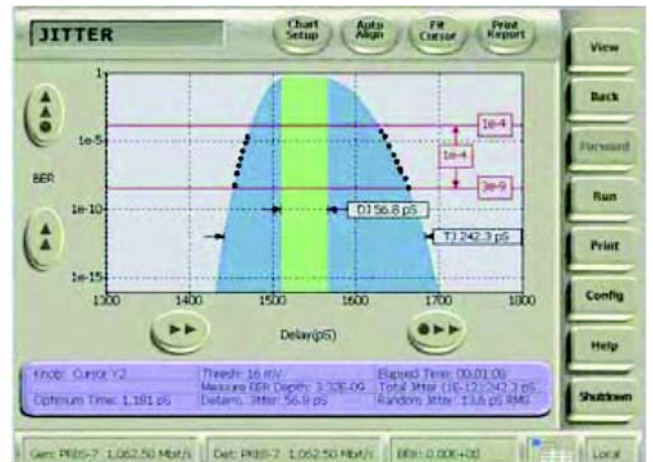 JITTER
Chart Setup
Auto Align
Fit Cursor
Print Report
View
Back
Forward
Run
Print
Config
Help
Shutdown
BER
1
1e-5
1e-10
1e-15
1e-4
1e-4
3e-9
DJ 56.8 pS
TJ 242.3 pS
1300 1400 1500 1600 1700 1800
Delay(pS)
Knob: Cursor Y2 Thresh: 16 mV Elapsed Time: 00:01:08
Measure BER Depth: 3.32E-09 Total Jitter (1E-12):242.3 pS
Optimum Time: 1,181 pS Determ. Jitter: 56.8 pS Random Jitter: 13.6 pS RMS
Gen: PRBS-7 1,062.50 Mbit/s Det: PRBS-7 1,062.50 Mbit/s BER: 0.00E+00 Local